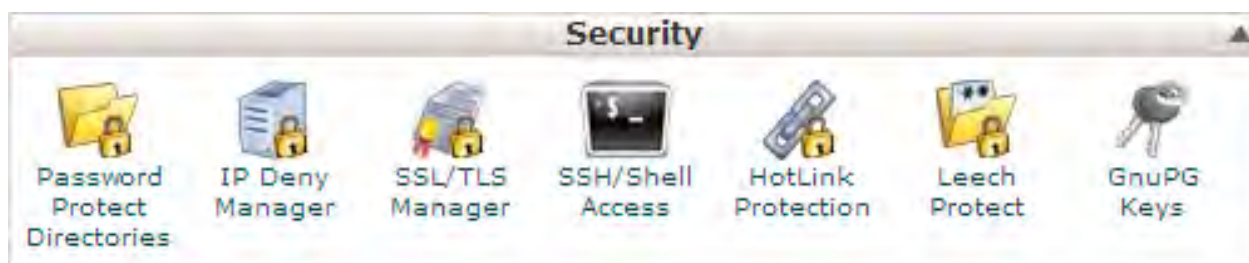 Security
Password
Protect
Directories
IP Deny
Manager
SSL/TLS
Manager
$ _
SSH/Shell
Access
HotLink
Protection
**
Leech
Protect
GnuPG
Keys